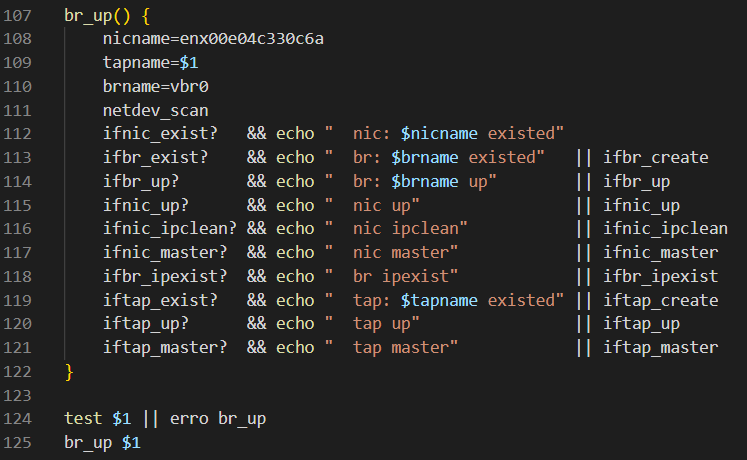 107 br_up() {
108     nicname=enx00e04c330c6a
109     tapname=$1
110     brname=vbr0
111     netdev_scan
112     ifnic_exist?   && echo "  nic: $nicname existed"
113     ifbr_exist?    && echo "  br: $brname existed"   || ifbr_create
114     ifbr_up?       && echo "  br: $brname up"        || ifbr_up
115     ifnic_up?      && echo "  nic up"                || ifnic_up
116     ifnic_ipclean? && echo "  nic ipclean"           || ifnic_ipclean
117     ifnic_master?  && echo "  nic master"            || ifnic_master
118     ifbr_ipexist?  && echo "  br ipexist"            || ifbr_ipexist
119     iftap_exist?   && echo "  tap: $tapname existed" || iftap_create
120     iftap_up?      && echo "  tap up"                || iftap_up
121     iftap_master?  && echo "  tap master"            || iftap_master
122 }
123
124 test $1 || erro br_up
125 br_up $1